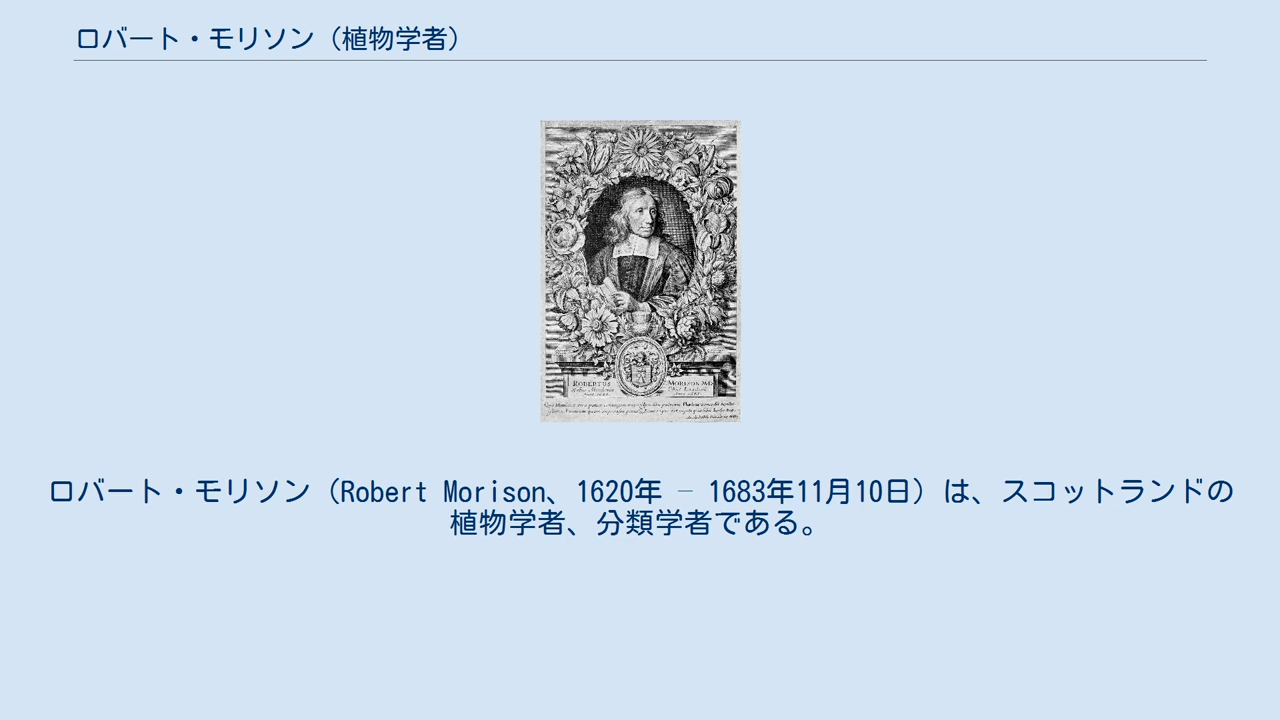 ロバート・モリソン（植物学者）
ROBERTUS MORISON
ロバート・モリソン（Robert Morison、1620年 – 1683年11月10日）は、スコットランドの
植物学者、分類学者である。